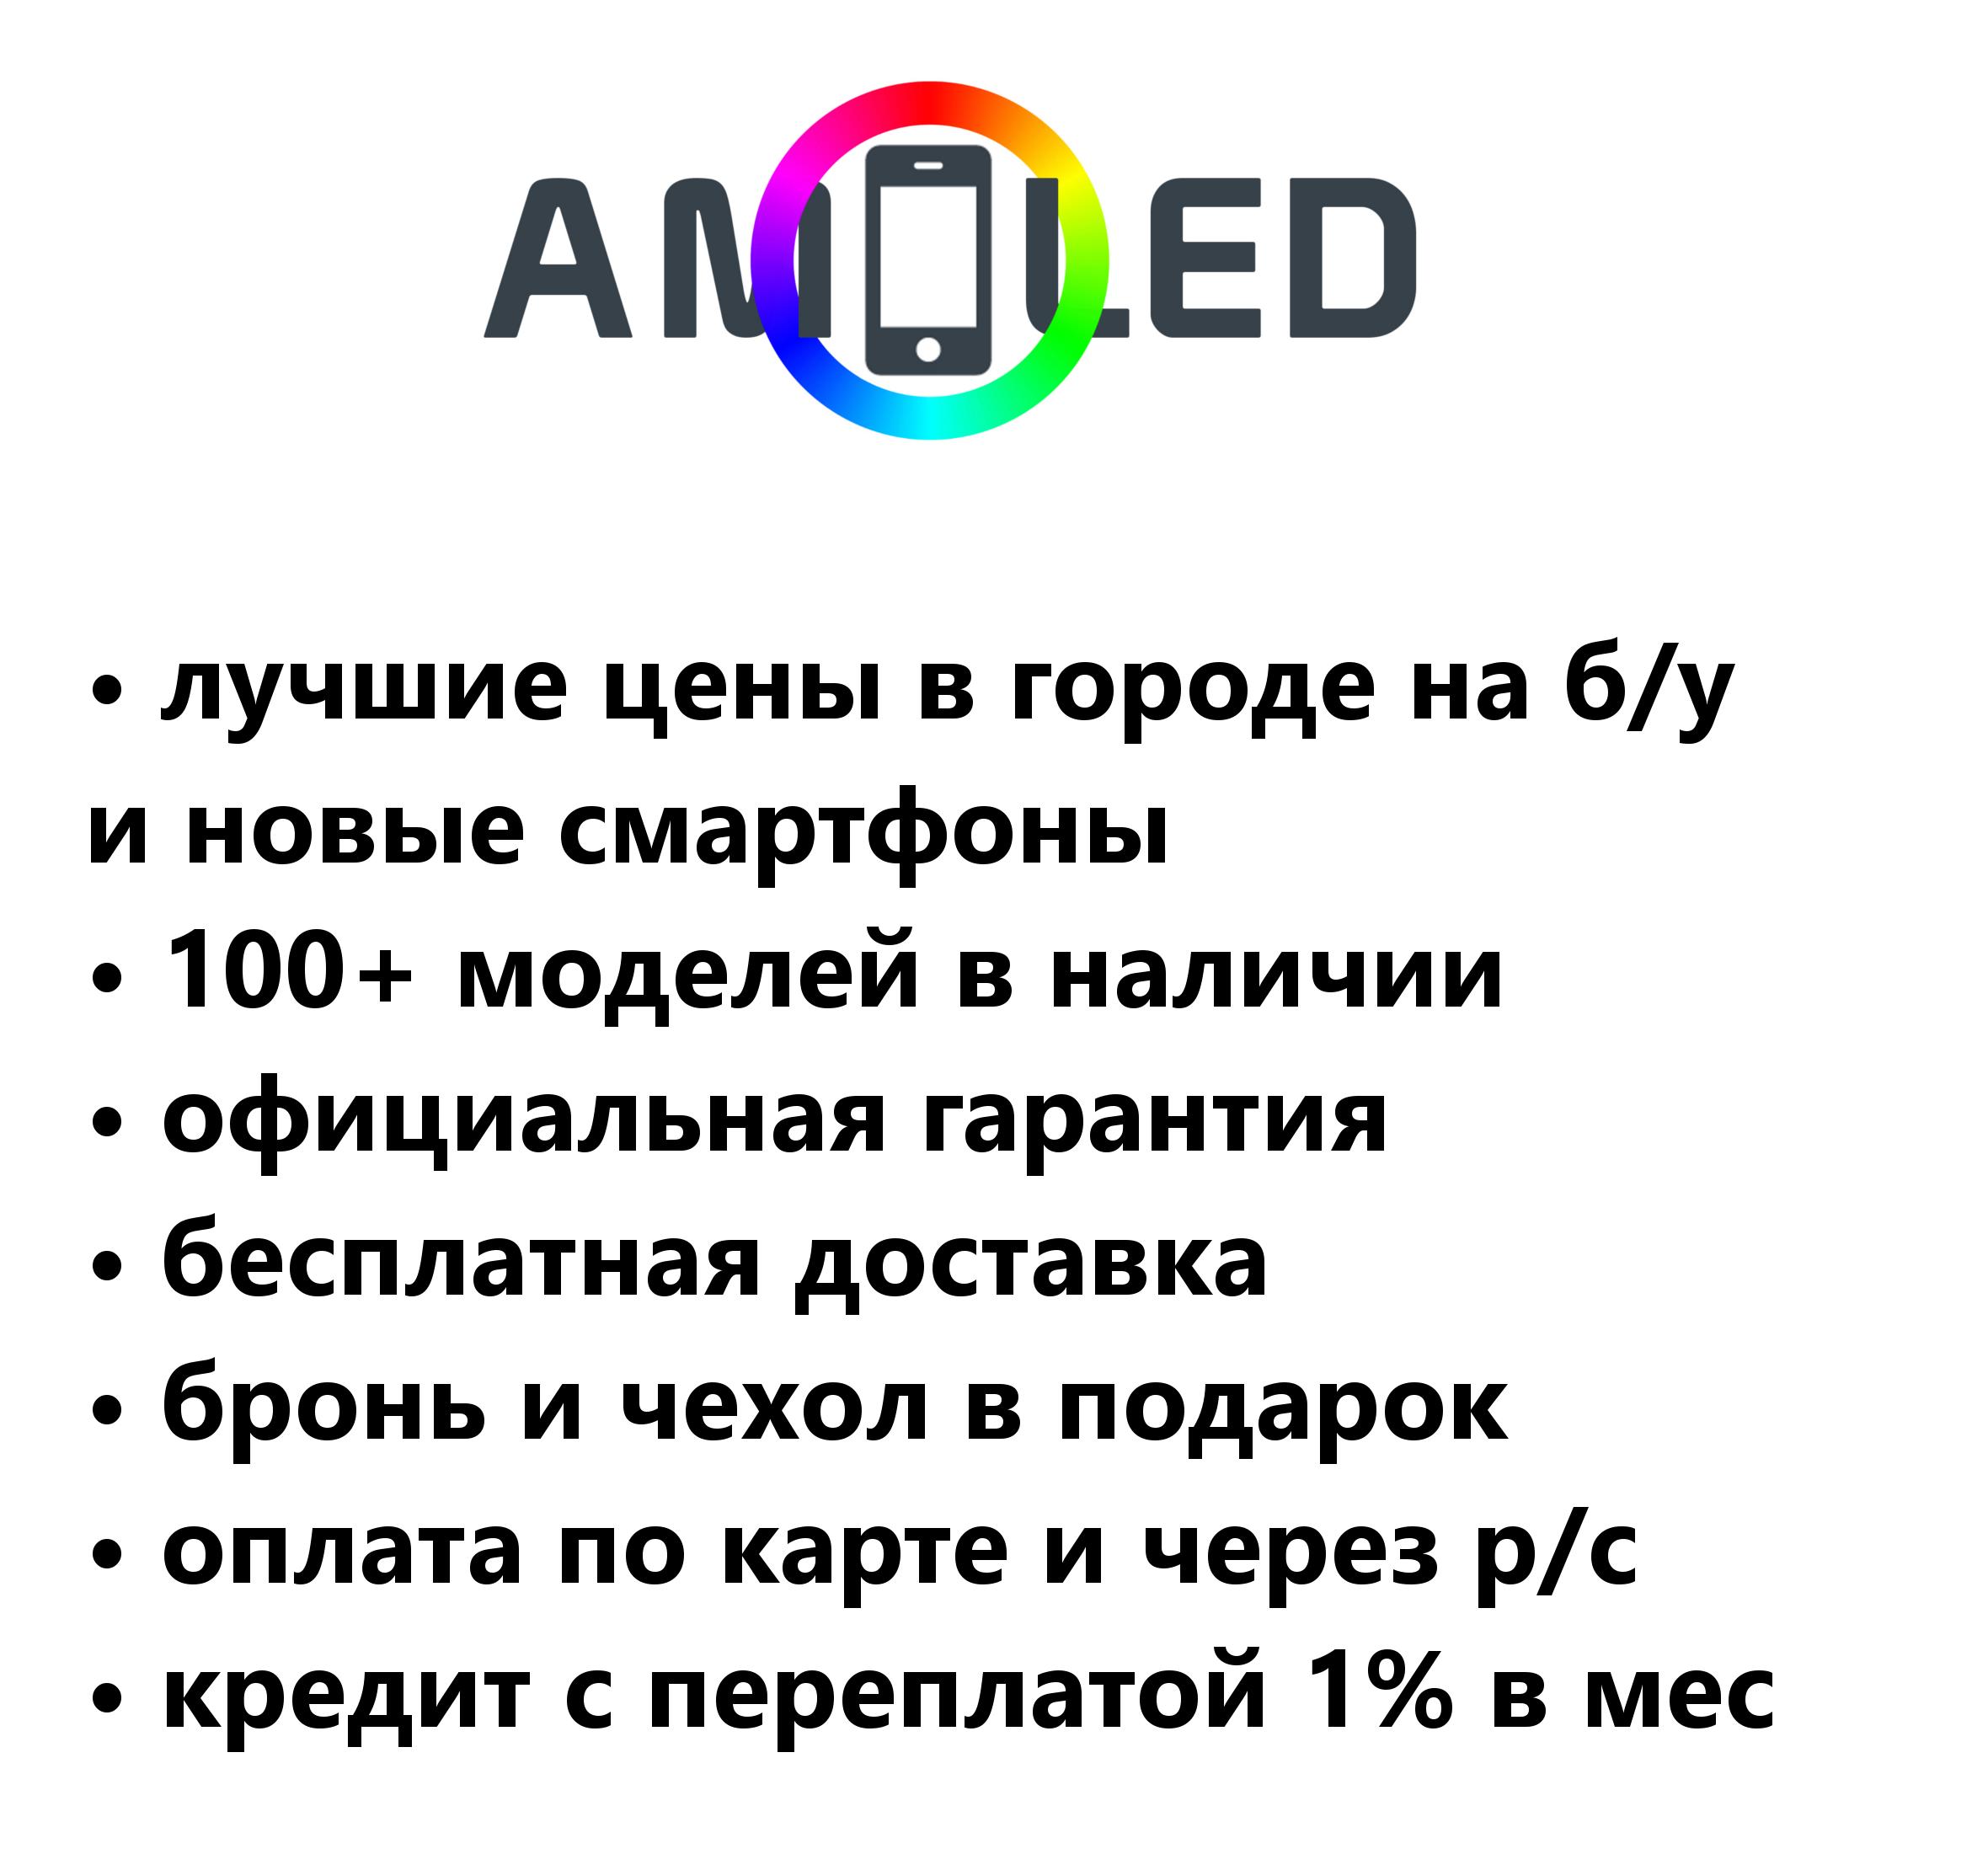 AMOLED
• лучшие цены в городе на б/у
и новые смартфоны
• 100+ моделей в наличии
• официальная гарантия
• бесплатная доставка
• бронь и чехол в подарок
• оплата по карте и через р/с
• кредит с переплатой 1% в мес